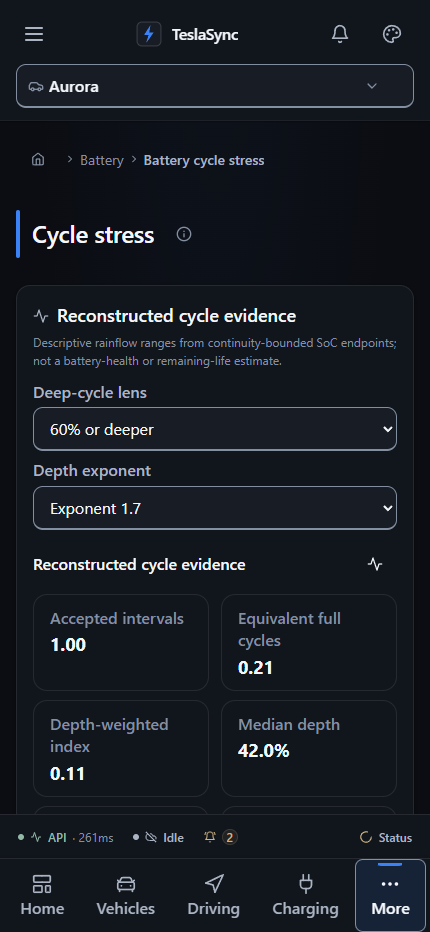 TeslaSync
Aurora
Battery
Battery cycle stress
Cycle stress
Reconstructed cycle evidence
Descriptive rainflow ranges from continuity-bounded SoC endpoints;
not a battery-health or remaining-life estimate.
Deep-cycle lens
60% or deeper
Depth exponent
Exponent 1.7
Reconstructed cycle evidence
Accepted intervals
1.00
Equivalent full
cycles
0.21
Depth-weighted
index
0.11
Median depth
42.0%
API · 261ms
Idle
2
Status
Home
Vehicles
Driving
Charging
More